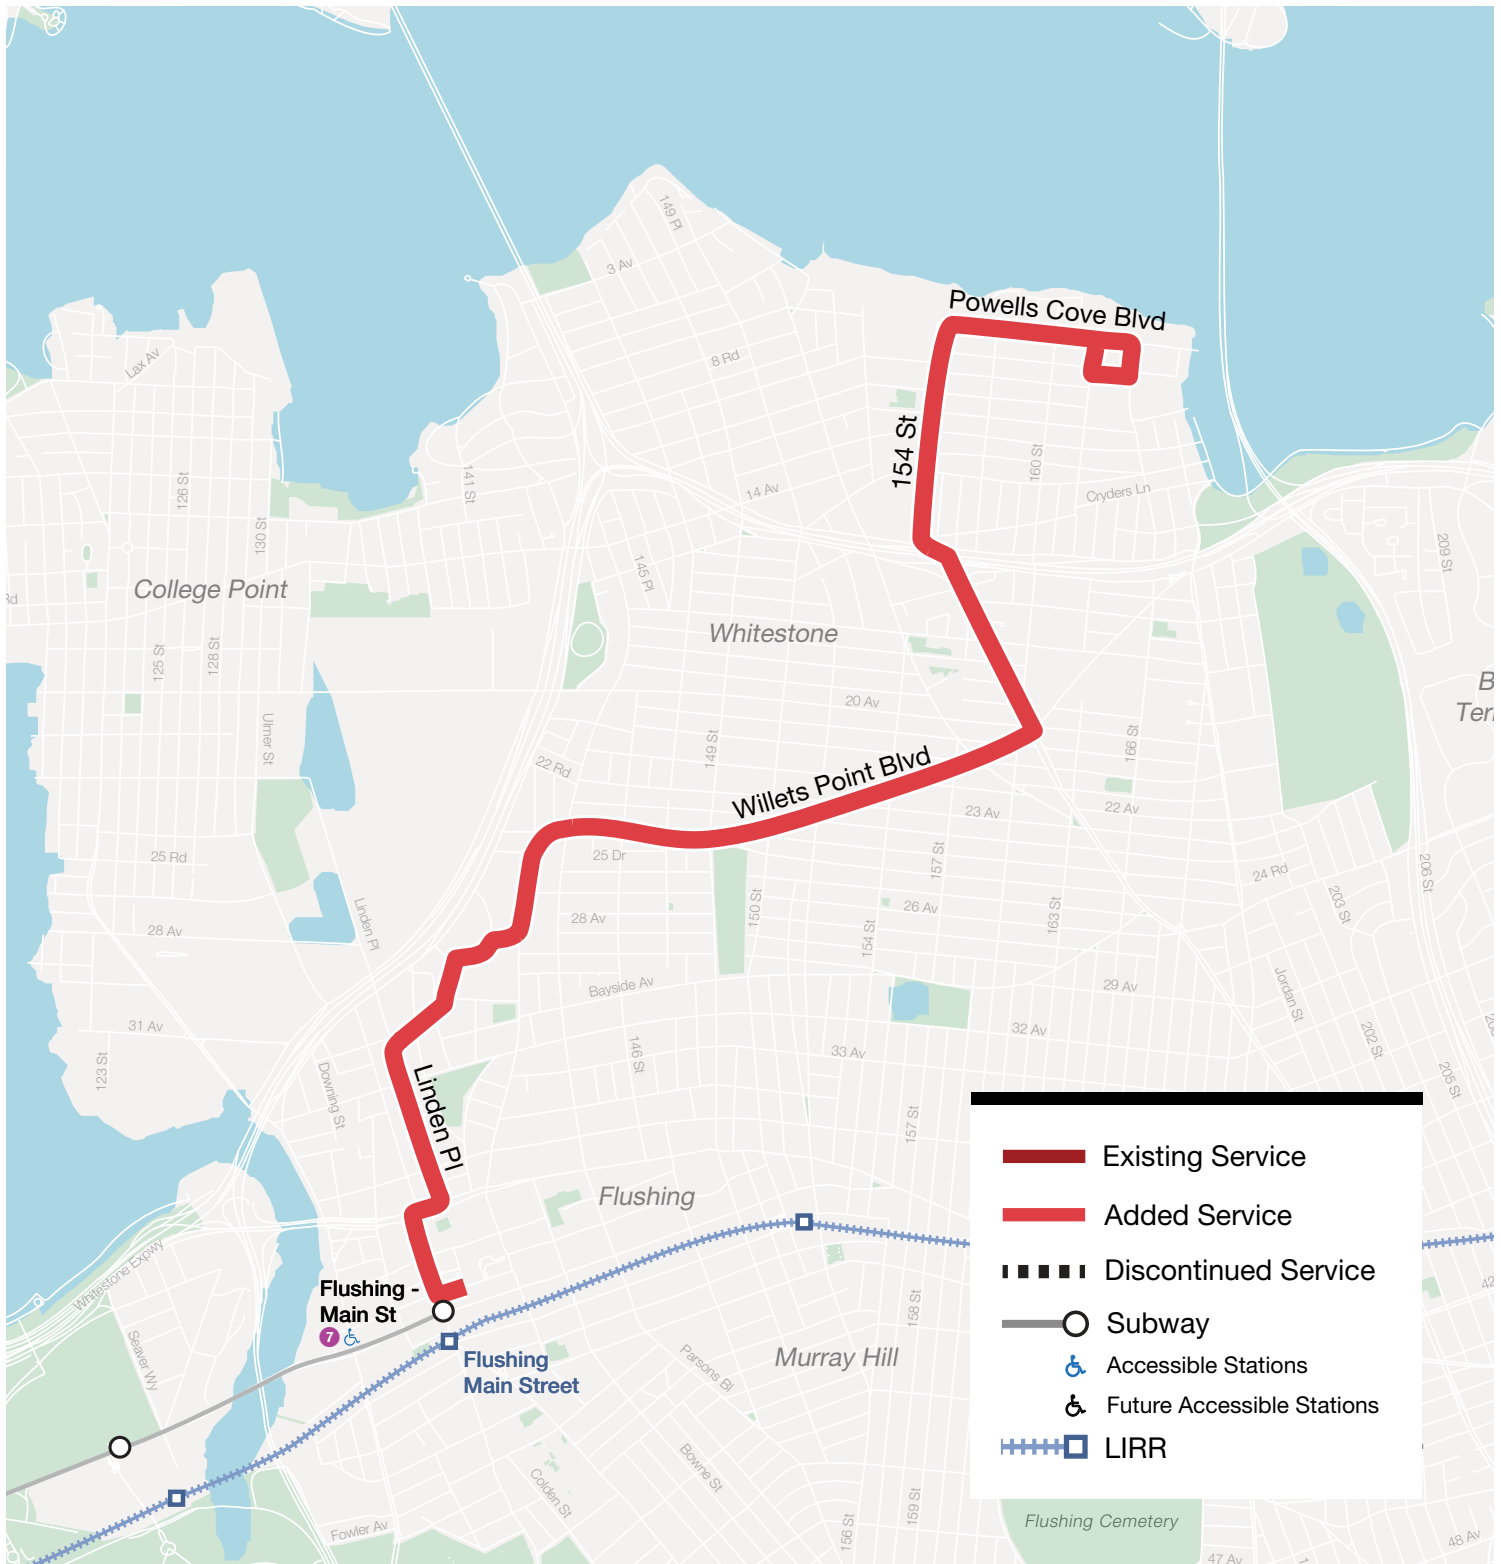 149 Pl
3 Av
Powells Cove Blvd
8 Rd
Lax Av
154 St
160 St
Cryders Ln
14 Av
141 St
126 St
130 St
209 St
145 Pl
College Point
Whitestone
125 St
128 St
20 Av
Ulmer St
149 St
166 St
22 Rd
Willets Point Blvd
23 Av
22 Av
25 Rd
25 Dr
157 St
24 Rd
206 St
203 St
26 Av
28 Av
150 St
154 St
163 St
28 Av
Linden Pl
Bayside Av
29 Av
Jordan St
31 Av
146 St
33 Av
32 Av
202 St
205 St
123 St
Downing St
Linden Pl
157 St
Flushing
Whitestone Expwy
Flushing -
Main St
7
Flushing
Main Street
Seaver Wy
Parsons Bl
Murray Hill
158 St
Bowne St
Colden St
Fowler Av
156 St
159 St
Existing Service
Added Service
Discontinued Service
Subway
Accessible Stations
Future Accessible Stations
LIRR
Flushing Cemetery
47 Av
48 Av